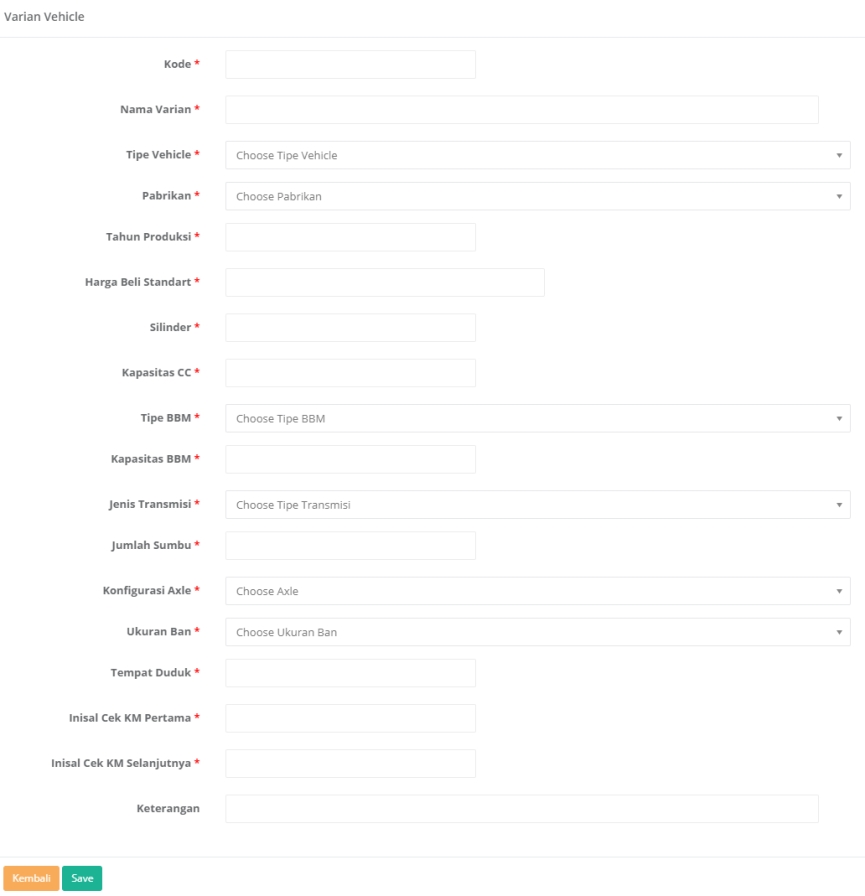 Varian Vehicle
Kode *
Nama Varian *
Tipe Vehicle * Choose Tipe Vehicle
Pabrikan * Choose Pabrikan
Tahun Produksi *
Harga Beli Standart *
Silinder *
Kapasitas CC *
Tipe BBM * Choose Tipe BBM
Kapasitas BBM *
Jenis Transmisi * Choose Tipe Transmisi
Jumlah Sumbu *
Konfigurasi Axle * Choose Axle
Ukuran Ban * Choose Ukuran Ban
Tempat Duduk *
Inisal Cek KM Pertama *
Inisal Cek KM Selanjutnya *
Keterangan
Kembali Save